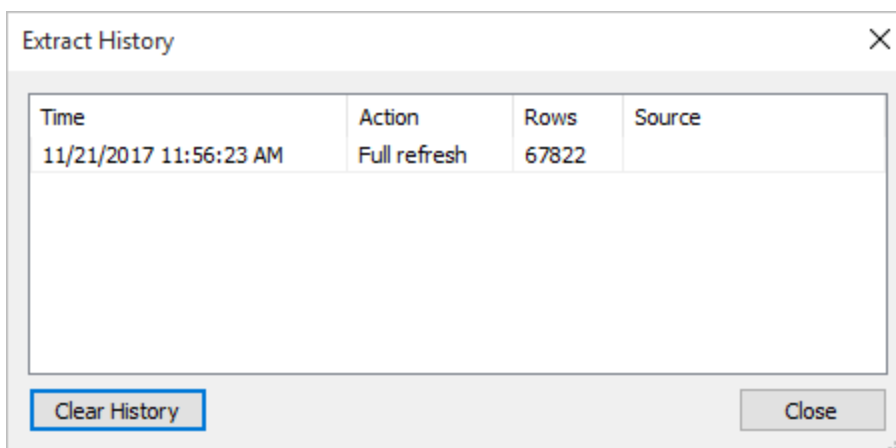 Extract History
Time Action Rows Source
11/21/2017 11:56:23 AM Full refresh 67822
Clear History Close